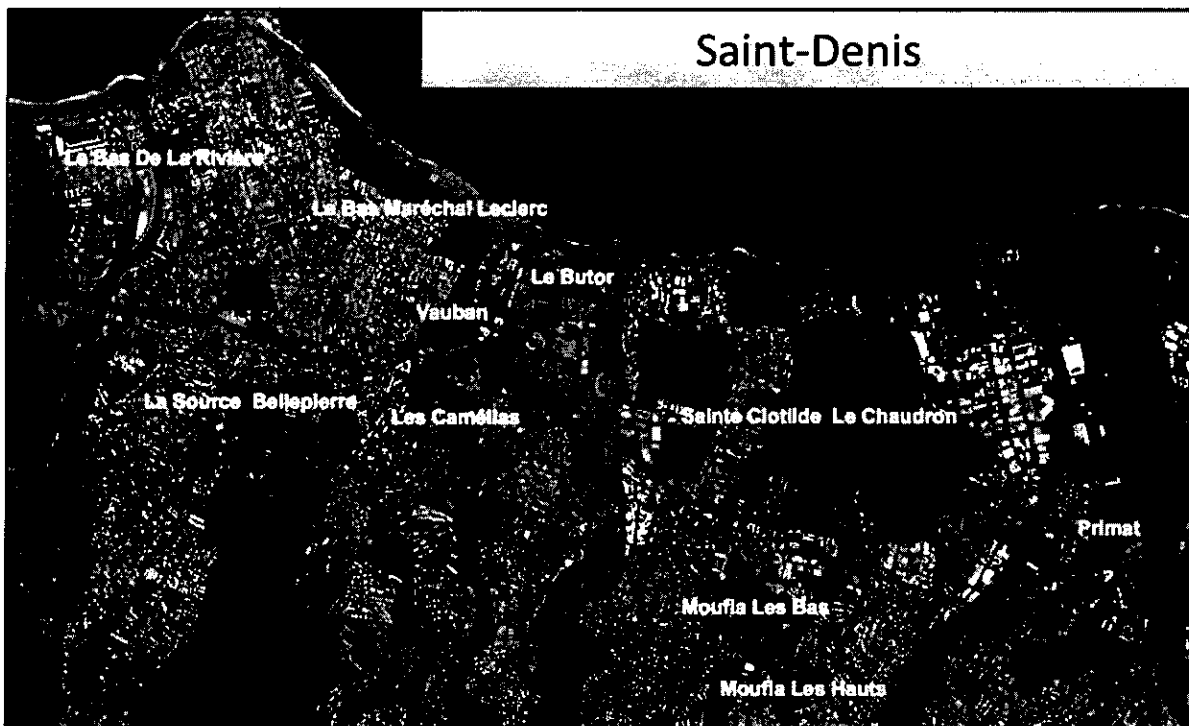 Saint-Denis
Le Bas De La Rivière
Le Bas Maréchal Leclerc
Le Butor
Vauban
La Source Bellepierre
Les Camélias
Sainte Clotilde Le Chaudron
Primat
Moufia Les Bas
Moufia Les Hauts